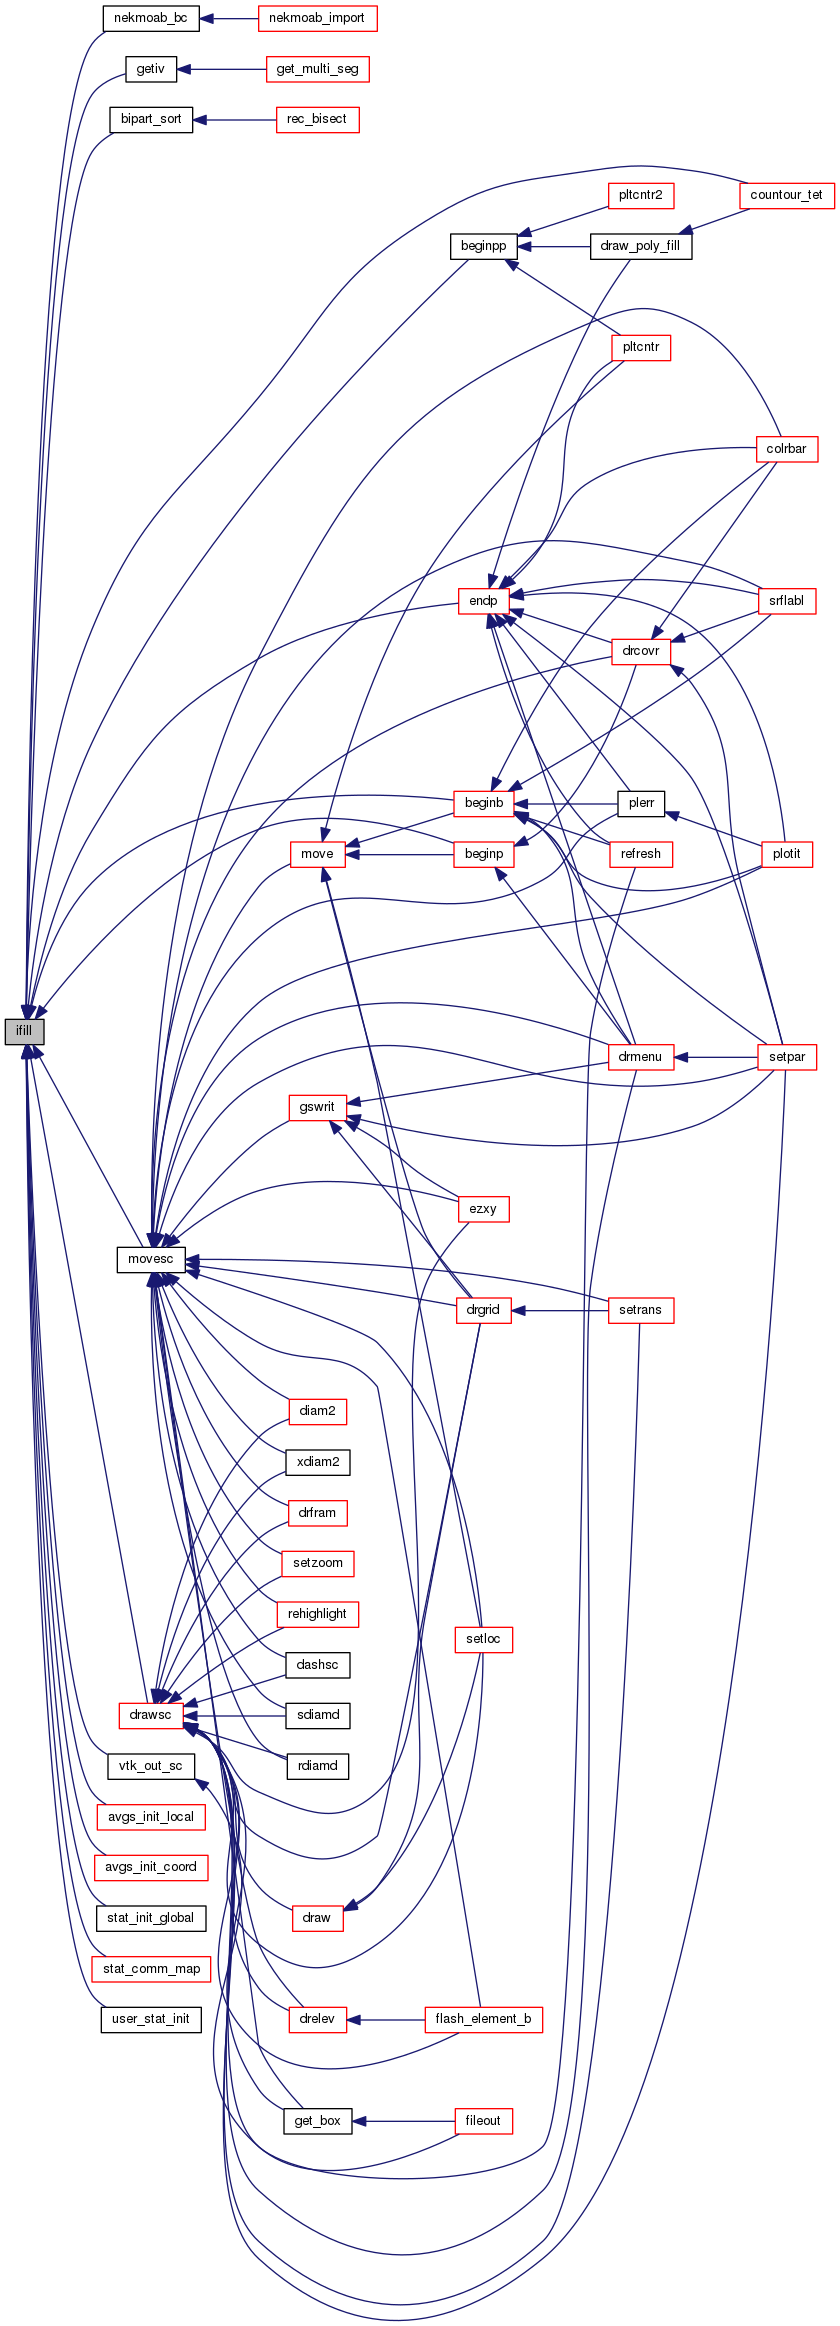 nekmoab_bc
nekmoab_import
getiv
get_multi_seg
bipart_sort
rec_bisect
pltcntr2
countour_tet
beginpp
draw_poly_fill
pltcntr
colrbar
endp
srflabl
drcovr
beginb
plerr
move
beginp
refresh
plotit
ifill
drmenu
setpar
gswrit
ezxy
movesc
drgrid
setrans
diam2
xdiam2
drfram
setzoom
rehighlight
setloc
dashsc
drawsc
sdiamd
vtk_out_sc
rdiamd
avgs_init_local
avgs_init_coord
stat_init_global
draw
stat_comm_map
user_stat_init
drelev
flash_element_b
get_box
fileout